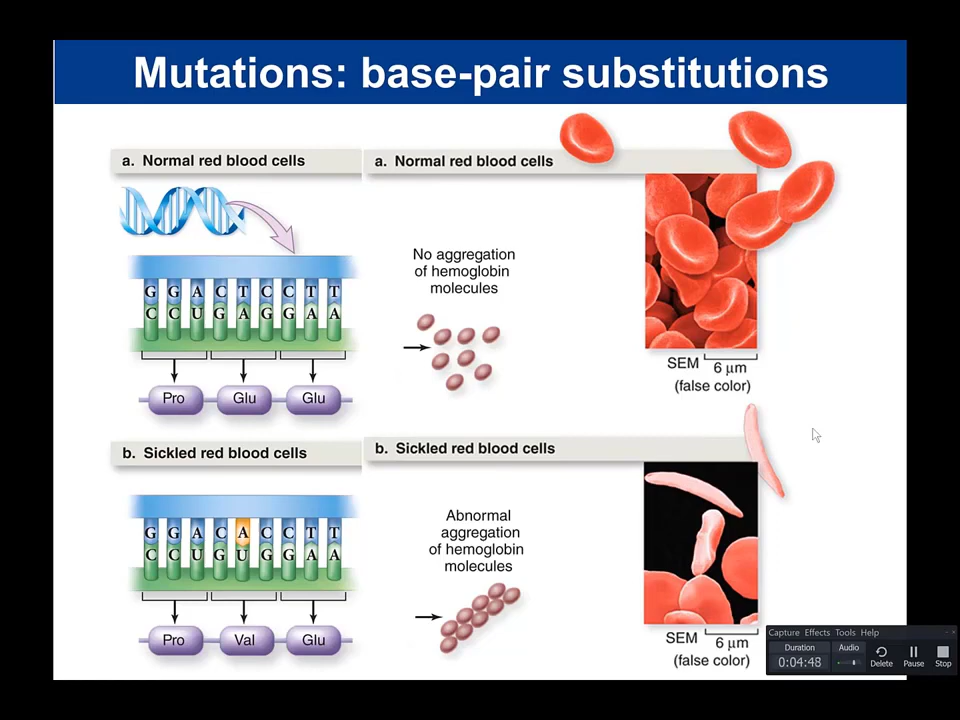 Mutations: base-pair substitutions
a. Normal red blood cells
G G A C T C C T T
C C U G A G G A A
Pro Glu Glu
a. Normal red blood cells
No aggregation
of hemoglobin
molecules
SEM 6 μm
(false color)
b. Sickled red blood cells
G G A C A C C T T
C C U G U G G A A
Pro Val Glu
b. Sickled red blood cells
Abnormal
aggregation
of hemoglobin
molecules
SEM 6 μm
(false color)
Capture Effects Tools Help
Duration Audio
0:04:48
Delete Pause Stop